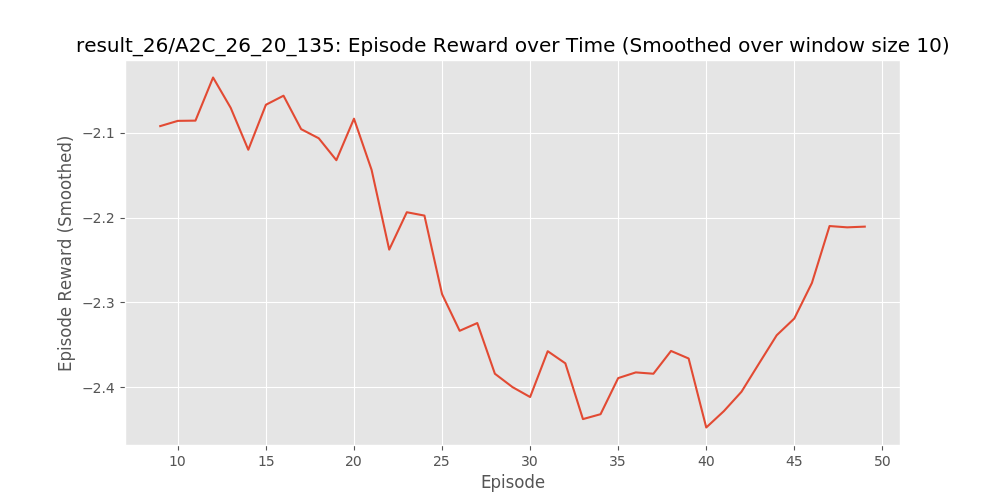 result_26/A2C_26_20_135: Episode Reward over Time (Smoothed over window size 10)
Episode Reward (Smoothed)
−2.1
−2.2
−2.3
−2.4
10 15 20 25 30 35 40 45 50
Episode